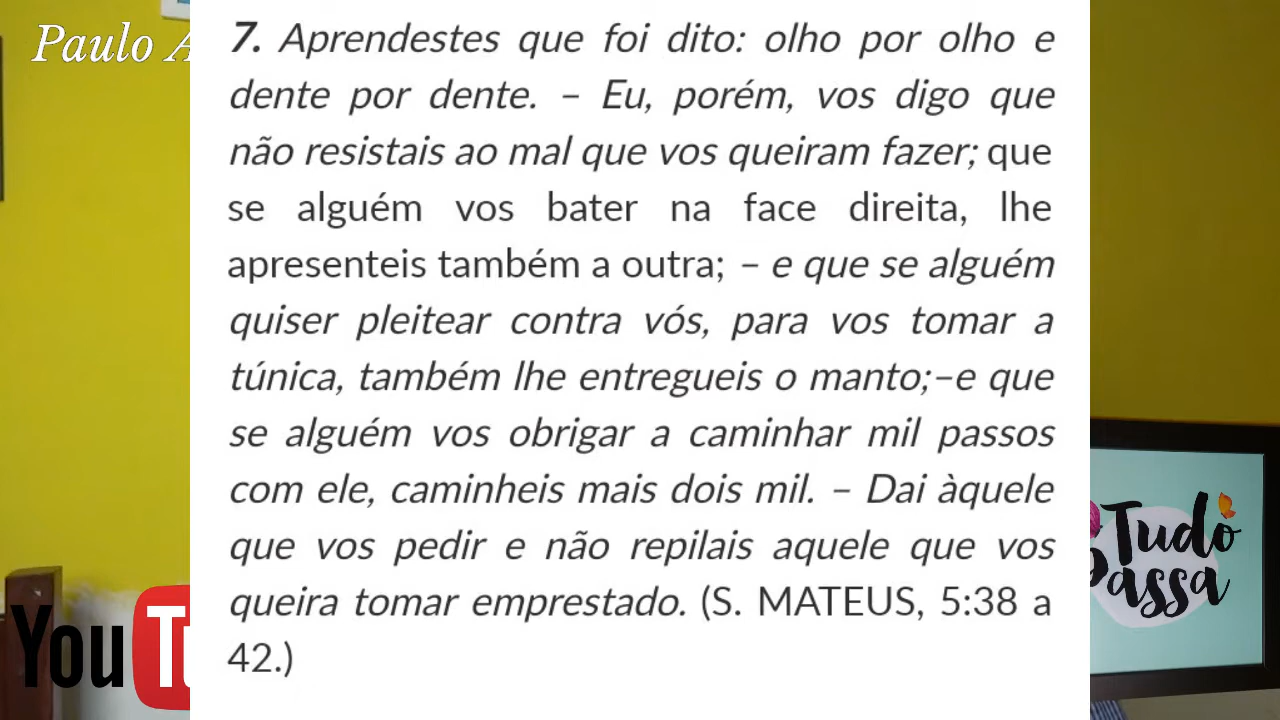 Paulo A
7. Aprendestes que foi dito: olho por olho e
dente por dente. – Eu, porém, vos digo que
não resistais ao mal que vos queiram fazer; que
se alguém vos bater na face direita, lhe
apresenteis também a outra; – e que se alguém
quiser pleitear contra vós, para vos tomar a
túnica, também lhe entregueis o manto;–e que
se alguém vos obrigar a caminhar mil passos
com ele, caminheis mais dois mil. – Dai àquele
que vos pedir e não repilais aquele que vos
queira tomar emprestado. (S. MATEUS, 5:38 a
42.)
Tudo
Passa
YouTu